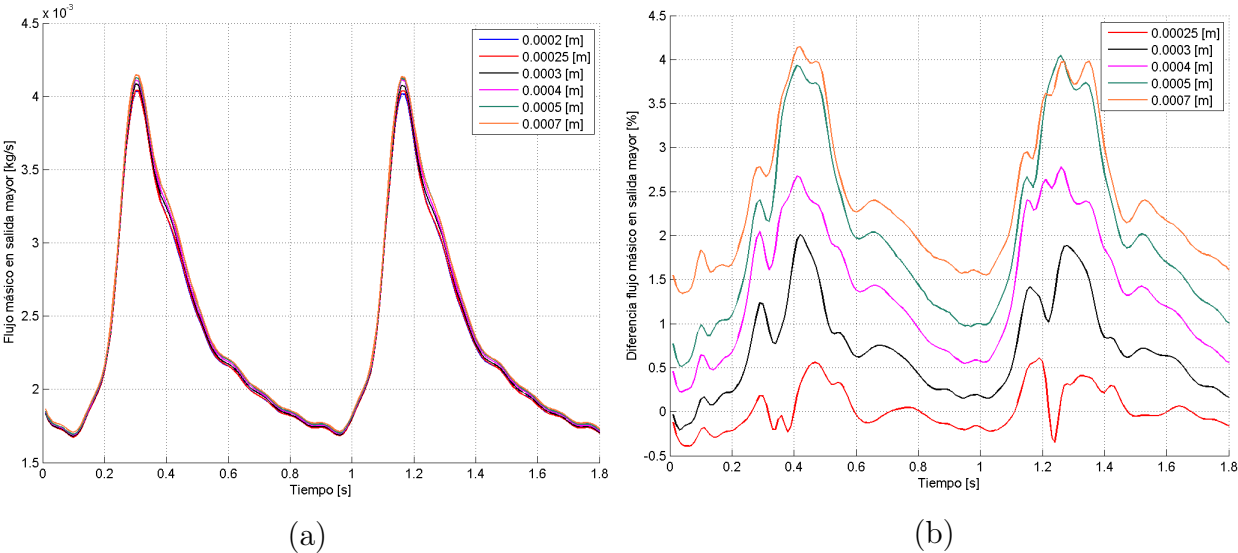 x 10⁻³
4.5
4
3.5
3
2.5
2
1.5
0 0.2 0.4 0.6 0.8 1 1.2 1.4 1.6 1.8
Tiempo [s]
Flujo másico en salida mayor [kg/s]
0.0002 [m]
0.00025 [m]
0.0003 [m]
0.0004 [m]
0.0005 [m]
0.0007 [m]
(a)
4.5
4
3.5
3
2.5
2
1.5
1
0.5
0
-0.5
0 0.2 0.4 0.6 0.8 1 1.2 1.4 1.6 1.8
Tiempo [s]
Diferencia flujo másico en salida mayor [%]
0.00025 [m]
0.0003 [m]
0.0004 [m]
0.0005 [m]
0.0007 [m]
(b)